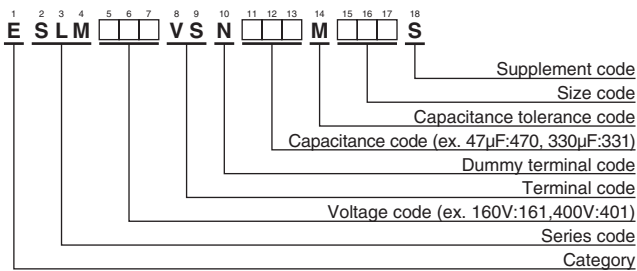 1 2 3 4 5 6 7 8 9 10 11 12 13 14 15 16 17 18
E S L M V S N M S
Supplement code
Size code
Capacitance tolerance code
Capacitance code (ex. 47μF:470, 330μF:331)
Dummy terminal code
Terminal code
Voltage code (ex. 160V:161,400V:401)
Series code
Category